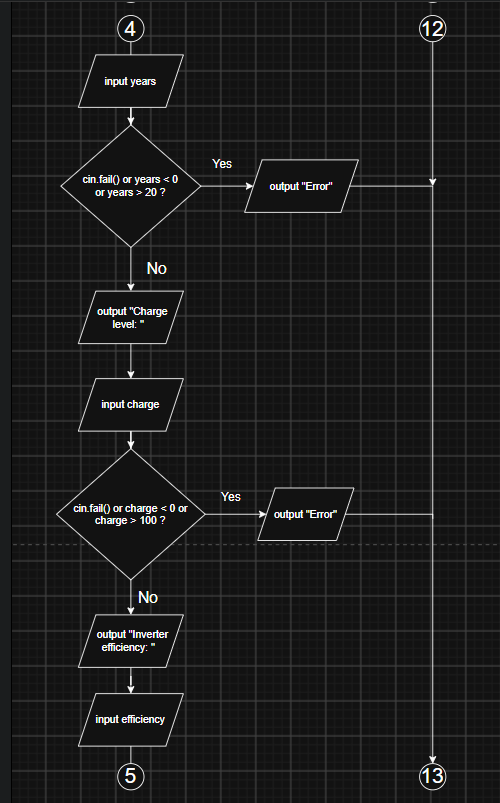 4
12
input years
Yes
cin.fail() or years < 0
or years > 20 ?
output "Error"
No
output "Charge
level: "
input charge
Yes
cin.fail() or charge < 0 or
charge > 100 ?
output "Error"
No
output "Inverter
efficiency: "
input efficiency
5
13